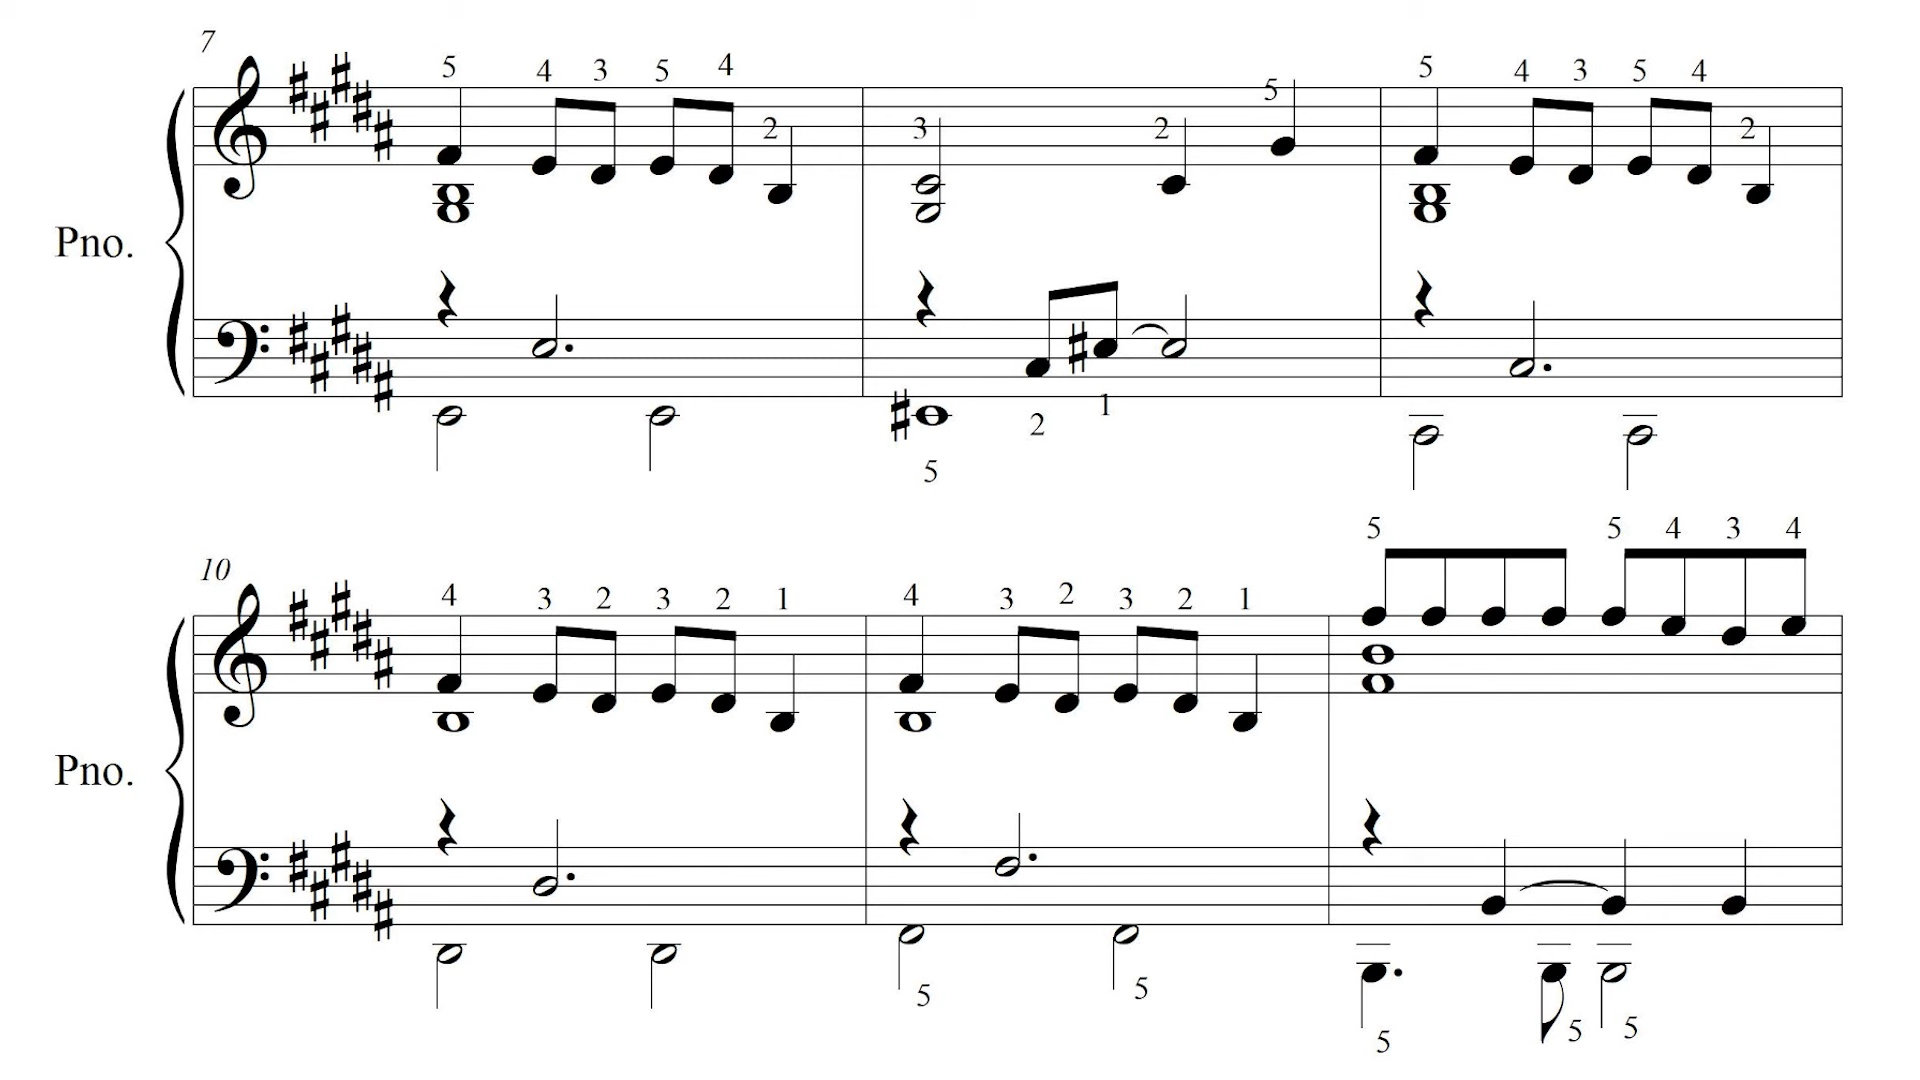 7
5 4 3 5 4 2 3 2 5 5 4 3 5 4 2
Pno.
5 2 1
10
4 3 2 3 2 1 4 3 2 3 2 1 5 5 4 3 4
Pno.
5 5 5 5 5